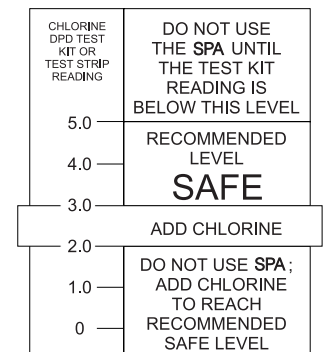 CHLORINE
DPD TEST
KIT OR
TEST STRIP
READING
DO NOT USE
THE SPA UNTIL
THE TEST KIT
READING IS
BELOW THIS LEVEL
5.0
RECOMMENDED
LEVEL
SAFE
4.0
3.0
ADD CHLORINE
2.0
DO NOT USE SPA;
ADD CHLORINE
TO REACH
RECOMMENDED
SAFE LEVEL
1.0
0